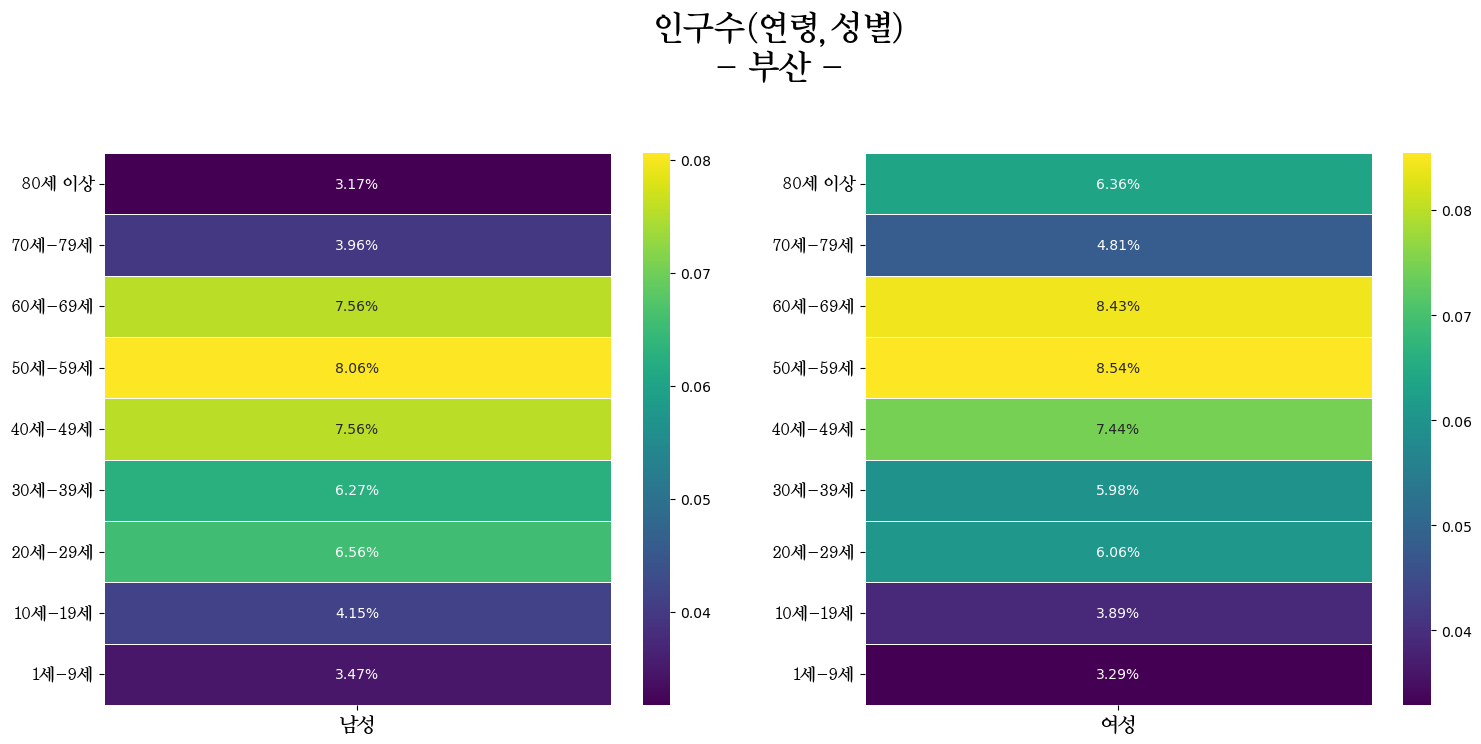 인구수(연령, 성별)
- 부산 -
80세 이상 3.17%
70세-79세 3.96%
60세-69세 7.56%
50세-59세 8.06%
40세-49세 7.56%
30세-39세 6.27%
20세-29세 6.56%
10세-19세 4.15%
1세-9세 3.47%
남성
0.08
0.07
0.06
0.05
0.04
80세 이상 6.36%
70세-79세 4.81%
60세-69세 8.43%
50세-59세 8.54%
40세-49세 7.44%
30세-39세 5.98%
20세-29세 6.06%
10세-19세 3.89%
1세-9세 3.29%
여성
0.08
0.07
0.06
0.05
0.04